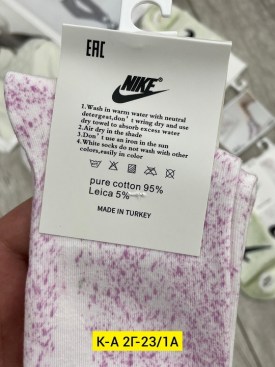 EAC
NIKE
1.Wash in warm water with neutral
detergent,don't wring dry and use
dry towel to absorb excess water
2.Air dry in the shade
3.Don't use en iron in the sun
4.White socks do not wash with other
colors,easily in color
pure cotton 95%
Leica 5%
MADE IN TURKEY
К-А 2Г-23/1А